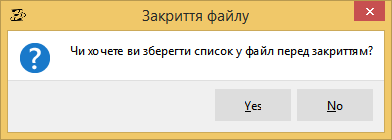 Закриття файлу
Чи хочете ви зберегти список у файл перед закриттям?
Yes
No